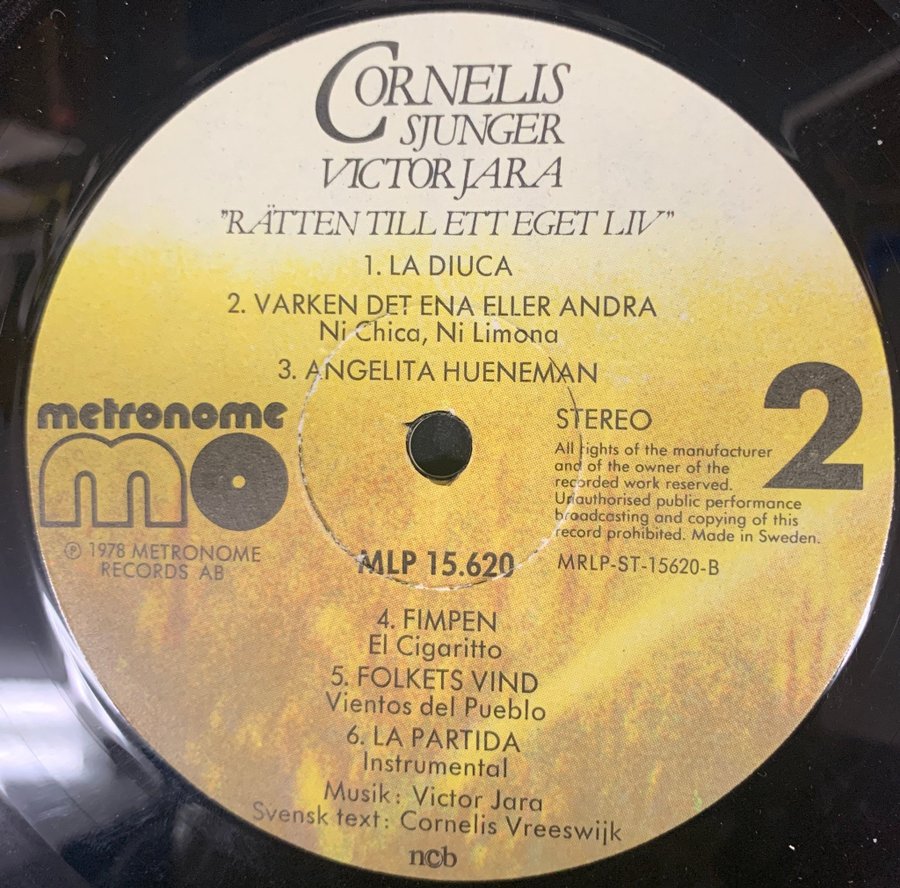 CORNELIS
SJUNGER
VICTOR JARA
"RÄTTEN TILL ETT EGET LIV"
1. LA DIUCA
2. VARKEN DET ENA ELLER ANDRA
Ni Chica, Ni Limona
3. ANGELITA HUENEMAN
metronome
mo
℗ 1978 METRONOME
RECORDS AB
STEREO
2
All rights of the manufacturer
and of the owner of the
recorded work reserved.
Unauthorised public performance
broadcasting and copying of this
record prohibited. Made in Sweden.
MLP 15.620
MRLP-ST-15620-B
4. FIMPEN
El Cigaritto
5. FOLKETS VIND
Vientos del Pueblo
6. LA PARTIDA
Instrumental
Musik: Victor Jara
Svensk text: Cornelis Vreeswijk
ncb